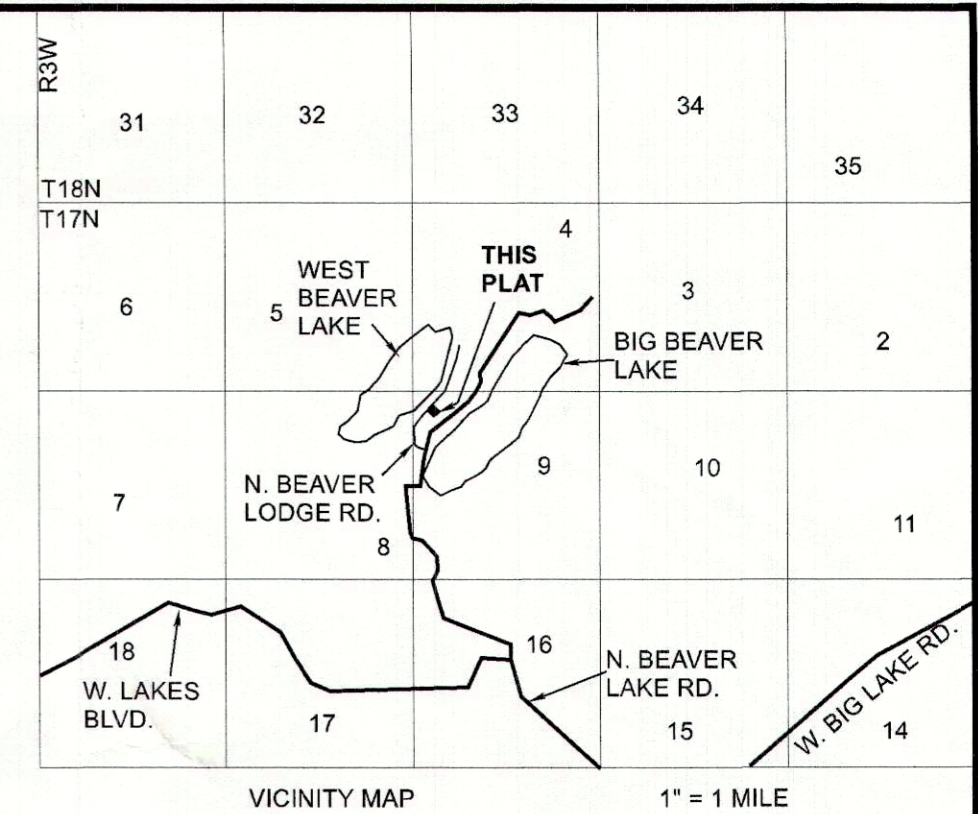 R3W
31
32
33
34
35
T18N
T17N
4
THIS
PLAT
WEST
BEAVER
LAKE
6
5
3
2
BIG BEAVER
LAKE
N. BEAVER
LODGE RD.
9
10
7
8
11
16
18
W. LAKES
BLVD.
17
N. BEAVER
LAKE RD.
15
W. BIG LAKE RD.
14
VICINITY MAP
1" = 1 MILE